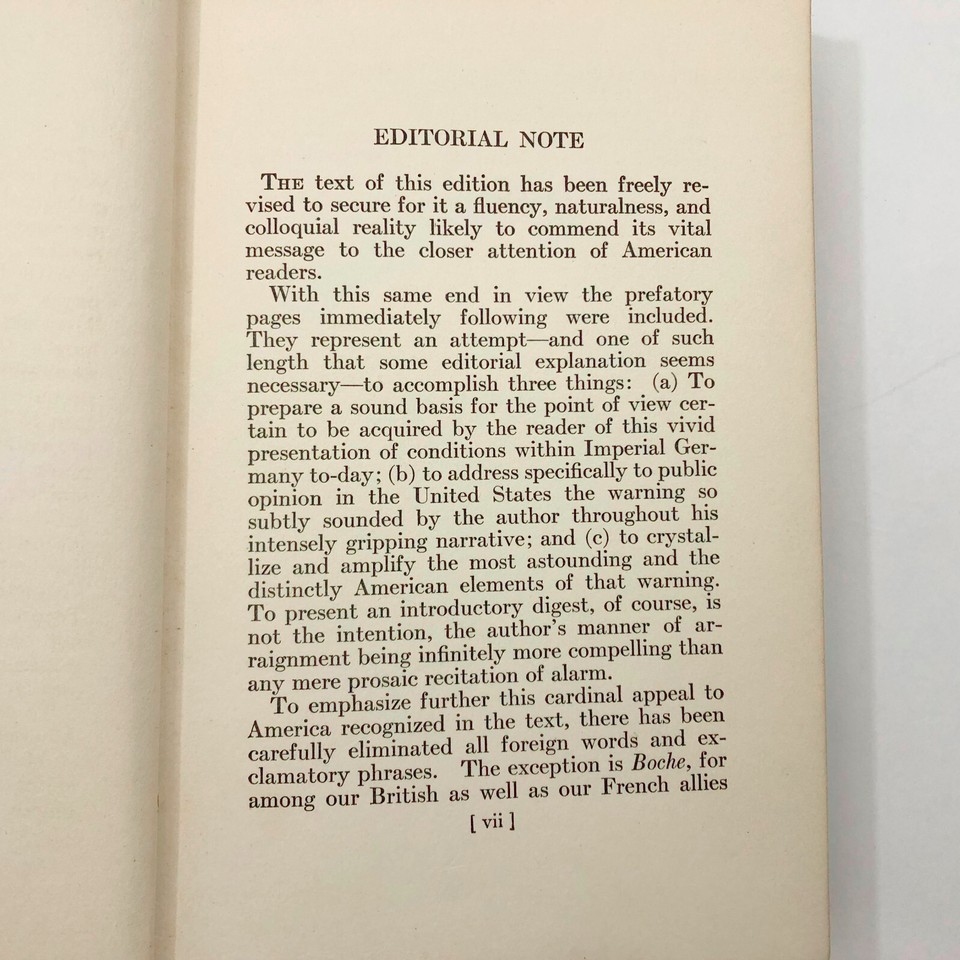 EDITORIAL NOTE
THE text of this edition has been freely re-
vised to secure for it a fluency, naturalness, and
colloquial reality likely to commend its vital
message to the closer attention of American
readers.
With this same end in view the prefatory
pages immediately following were included.
They represent an attempt—and one of such
length that some editorial explanation seems
necessary—to accomplish three things: (a) To
prepare a sound basis for the point of view cer-
tain to be acquired by the reader of this vivid
presentation of conditions within Imperial Ger-
many to-day; (b) to address specifically to public
opinion in the United States the warning so
subtly sounded by the author throughout his
intensely gripping narrative; and (c) to crystal-
lize and amplify the most astounding and the
distinctly American elements of that warning.
To present an introductory digest, of course, is
not the intention, the author's manner of ar-
raignment being infinitely more compelling than
any mere prosaic recitation of alarm.
To emphasize further this cardinal appeal to
America recognized in the text, there has been
carefully eliminated all foreign words and ex-
clamatory phrases. The exception is Boche, for
among our British as well as our French allies
[ vii ]